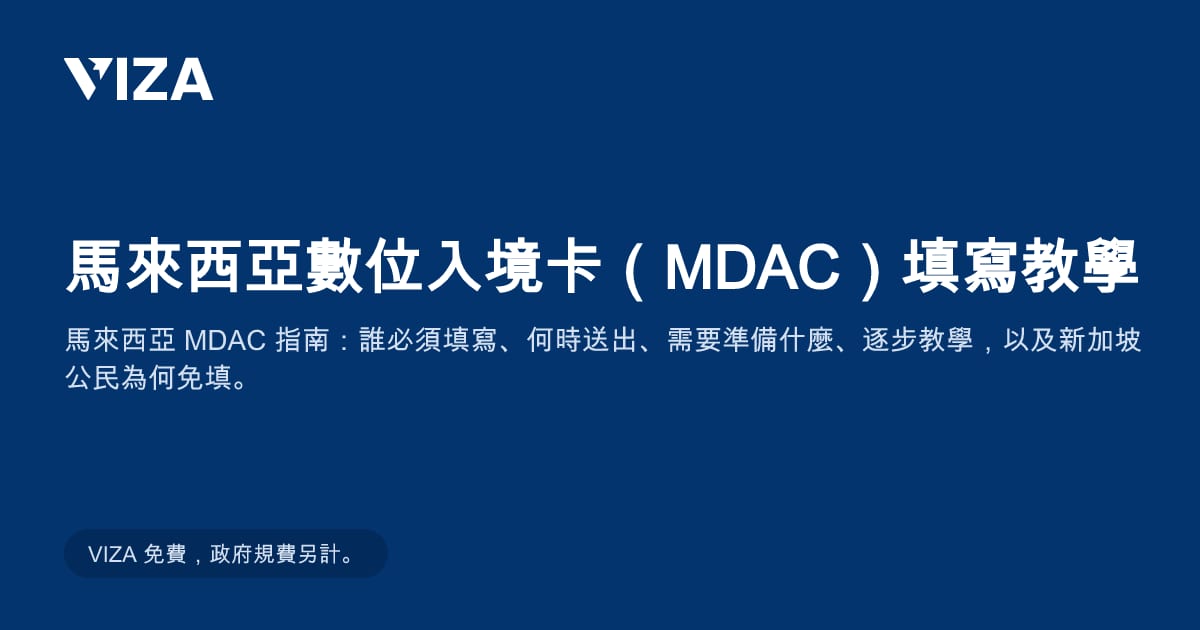 VIZA
馬來西亞數位入境卡（MDAC）填寫教學
馬來西亞 MDAC 指南：誰必須填寫、何時送出、需要準備什麼、逐步教學，以及新加坡
公民為何免填。
VIZA 免費，政府規費另計。